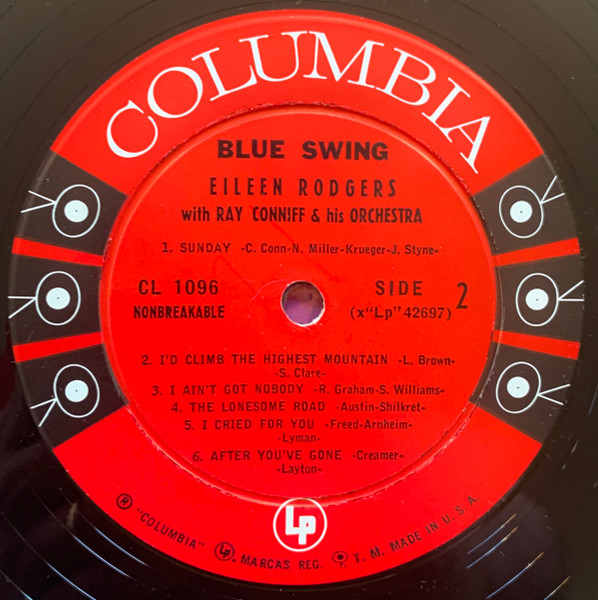 COLUMBIA
BLUE SWING
EILEEN RODGERS
with RAY CONNIFF & his ORCHESTRA
1. SUNDAY -C. Conn-N. Miller-Krueger-J. Styne-
CL 1096 SIDE 2
NONBREAKABLE (x"Lp" 42697)
2. I'D CLIMB THE HIGHEST MOUNTAIN -L. Brown-
-S. Clare-
3. I AIN'T GOT NOBODY -R. Graham-S. Williams-
4. THE LONESOME ROAD -Austin-Shilkret-
5. I CRIED FOR YOU -Freed-Arnheim-
-Lyman-
6. AFTER YOU'VE GONE -Creamer-
-Layton-
Lp
® "COLUMBIA" Lp. MARCAS REG. T. M. MADE IN U.S.A.